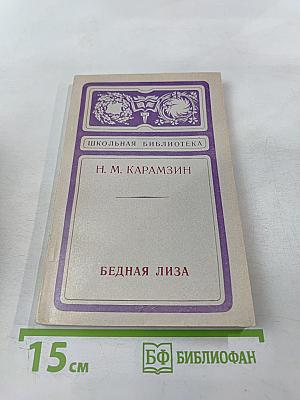 ШКОЛЬНАЯ БИБЛИОТЕКА
Н. М. КАРАМЗИН
БЕДНАЯ ЛИЗА
15 см
БФ БИБЛИОФАН